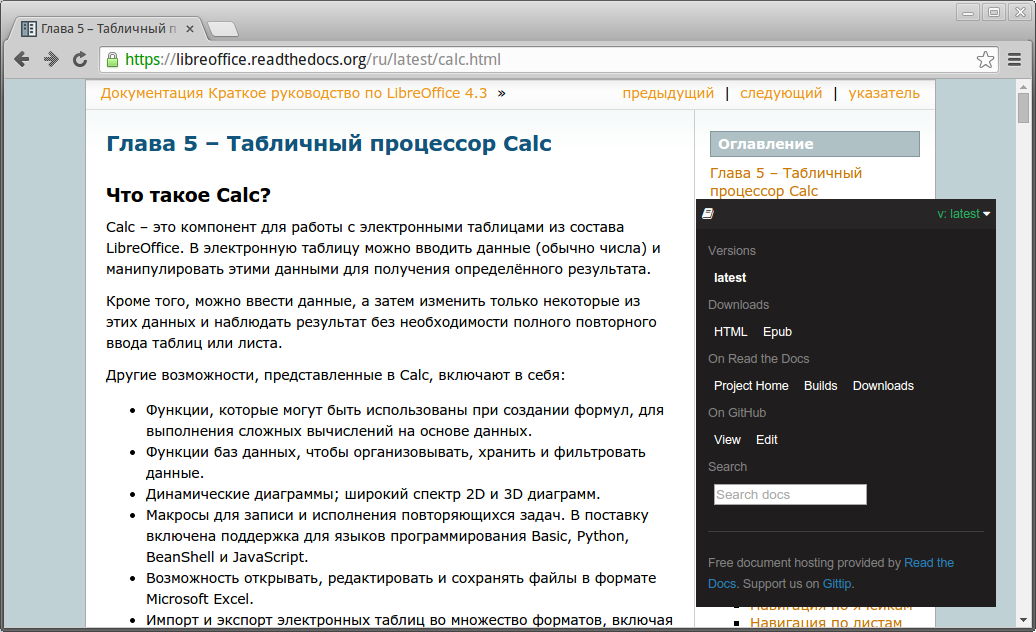 Глава 5 – Табличный п
https://libreoffice.readthedocs.org/ru/latest/calc.html
Документация Краткое руководство по LibreOffice 4.3 »
предыдущий | следующий | указатель
Глава 5 – Табличный процессор Calc
Что такое Calc?
Calc – это компонент для работы с электронными таблицами из состава
LibreOffice. В электронную таблицу можно вводить данные (обычно числа) и
манипулировать этими данными для получения определённого результата.
Кроме того, можно ввести данные, а затем изменить только некоторые из
этих данных и наблюдать результат без необходимости полного повторного
ввода таблиц или листа.
Другие возможности, представленные в Calc, включают в себя:
• Функции, которые могут быть использованы при создании формул, для
выполнения сложных вычислений на основе данных.
• Функции баз данных, чтобы организовывать, хранить и фильтровать
данные.
• Динамические диаграммы; широкий спектр 2D и 3D диаграмм.
• Макросы для записи и исполнения повторяющихся задач. В поставку
включена поддержка для языков программирования Basic, Python,
BeanShell и JavaScript.
• Возможность открывать, редактировать и сохранять файлы в формате
Microsoft Excel.
• Импорт и экспорт электронных таблиц во множество форматов, включая
Оглавление
Глава 5 – Табличный
процессор Calc
v: latest
Versions
latest
Downloads
HTML Epub
On Read the Docs
Project Home Builds Downloads
On GitHub
View Edit
Search
Search docs
Free document hosting provided by Read the
Docs. Support us on Gittip.
Навигация по ячейкам
Навигация по листам